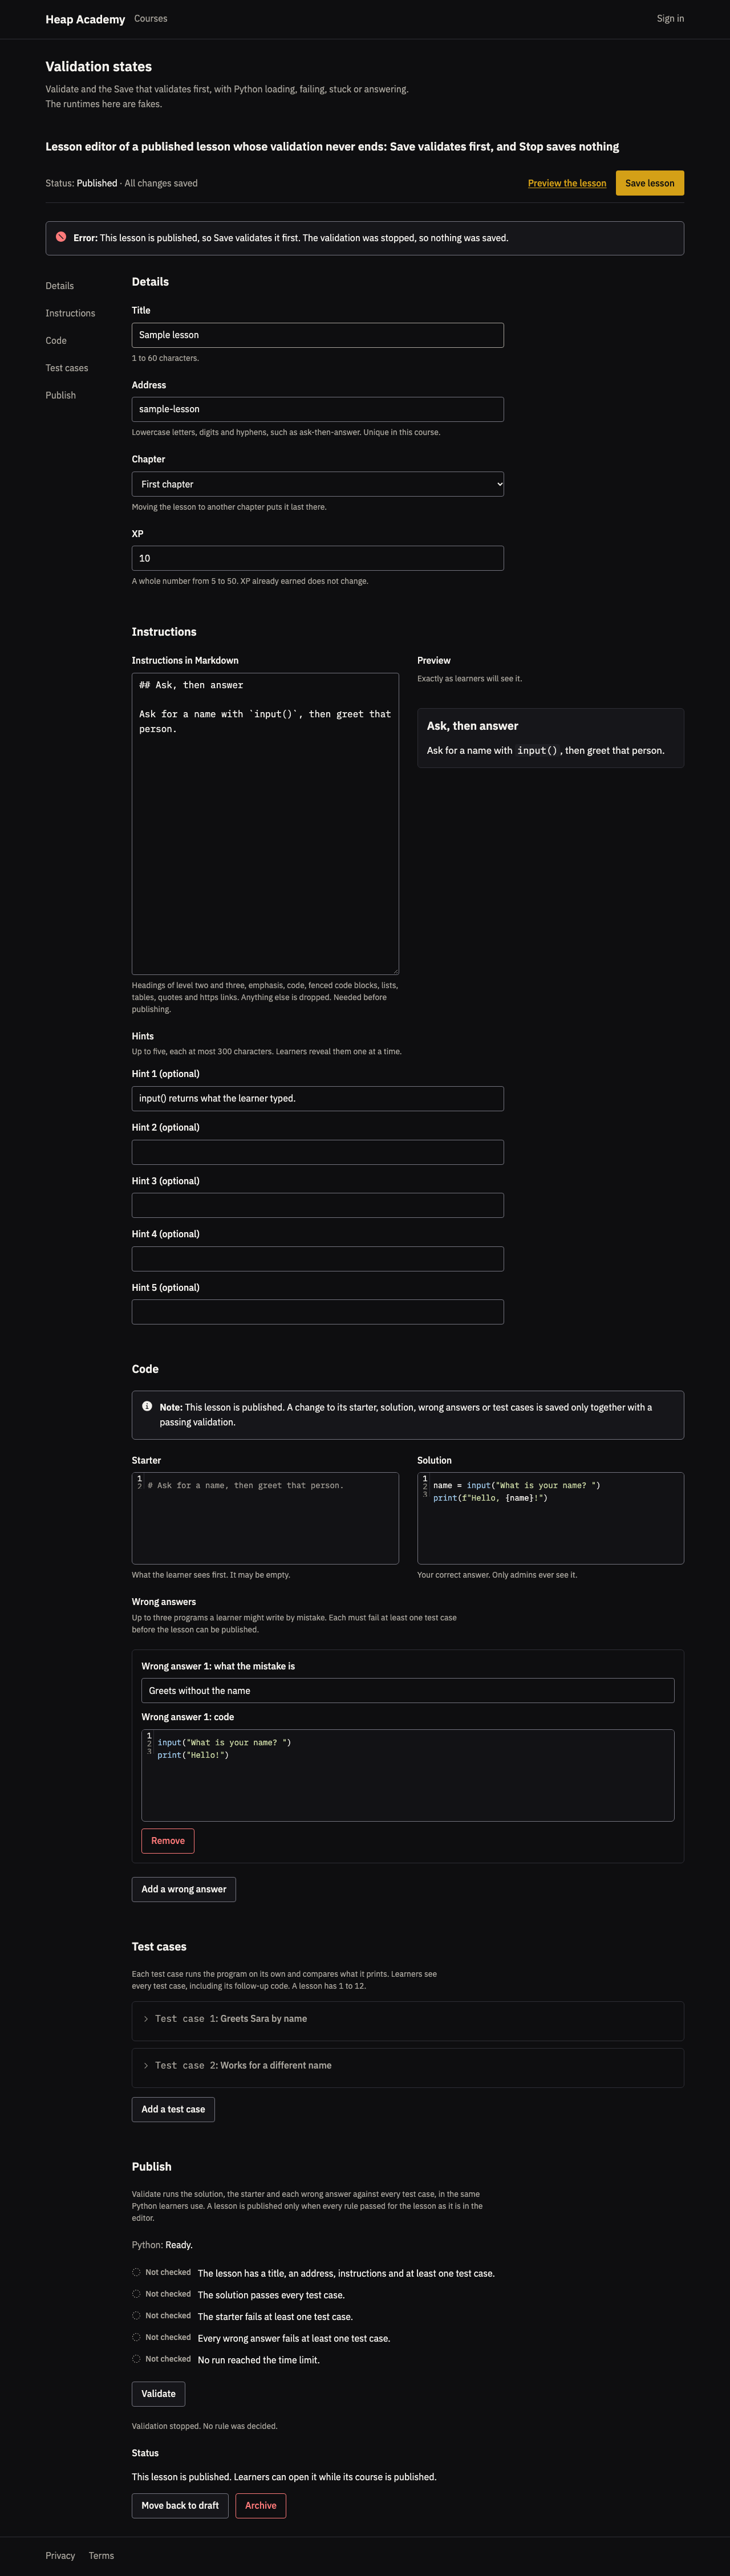 Heap Academy Courses Sign in
Validation states
Validate and the Save that validates first, with Python loading, failing, stuck or answering.
The runtimes here are fakes.
Lesson editor of a published lesson whose validation never ends: Save validates first, and Stop saves nothing
Status: Published · All changes saved
Preview the lesson
Save lesson
Error: This lesson is published, so Save validates it first. The validation was stopped, so nothing was saved.
Details
Instructions
Code
Test cases
Publish
Details
Title
Sample lesson
1 to 60 characters.
Address
sample-lesson
Lowercase letters, digits and hyphens, such as ask-then-answer. Unique in this course.
Chapter
First chapter
Moving the lesson to another chapter puts it last there.
XP
10
A whole number from 5 to 50. XP already earned does not change.
Instructions
Instructions in Markdown
## Ask, then answer
Ask for a name with `input()`, then greet that
person.
Headings of level two and three, emphasis, code, fenced code blocks, lists,
tables, quotes and https links. Anything else is dropped. Needed before
publishing.
Preview
Exactly as learners will see it.
Ask, then answer
Ask for a name with input(), then greet that person.
Hints
Up to five, each at most 300 characters. Learners reveal them one at a time.
Hint 1 (optional)
input() returns what the learner typed.
Hint 2 (optional)
Hint 3 (optional)
Hint 4 (optional)
Hint 5 (optional)
Code
Note: This lesson is published. A change to its starter, solution, wrong answers or test cases is saved only together with a
passing validation.
Starter
1
2 # Ask for a name, then greet that person.
What the learner sees first. It may be empty.
Solution
1
2 name = input("What is your name? ")
3 print(f"Hello, {name}!")
Your correct answer. Only admins ever see it.
Wrong answers
Up to three programs a learner might write by mistake. Each must fail at least one test case
before the lesson can be published.
Wrong answer 1: what the mistake is
Greets without the name
Wrong answer 1: code
1
2 input("What is your name? ")
3 print("Hello!")
Remove
Add a wrong answer
Test cases
Each test case runs the program on its own and compares what it prints. Learners see
every test case, including its follow-up code. A lesson has 1 to 12.
Test case 1: Greets Sara by name
Test case 2: Works for a different name
Add a test case
Publish
Validate runs the solution, the starter and each wrong answer against every test case, in the same
Python learners use. A lesson is published only when every rule passed for the lesson as it is in the
editor.
Python: Ready.
Not checked The lesson has a title, an address, instructions and at least one test case.
Not checked The solution passes every test case.
Not checked The starter fails at least one test case.
Not checked Every wrong answer fails at least one test case.
Not checked No run reached the time limit.
Validate
Validation stopped. No rule was decided.
Status
This lesson is published. Learners can open it while its course is published.
Move back to draft Archive
Privacy Terms